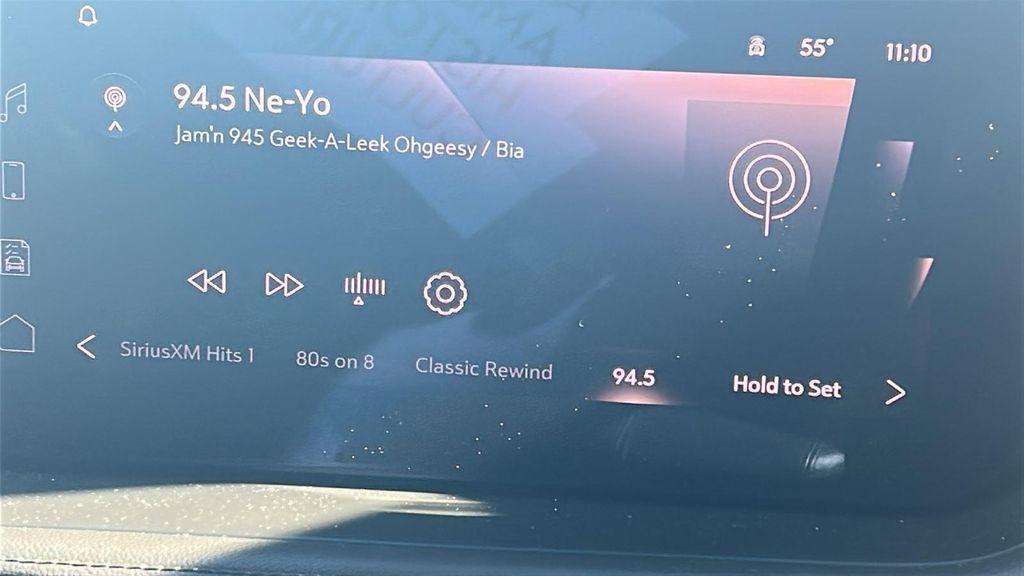 55° 11:10
94.5 Ne-Yo
Jam'n 945 Geek-A-Leek Ohgeesy / Bia
SiriusXM Hits 1 80s on 8 Classic Rewind 94.5 Hold to Set